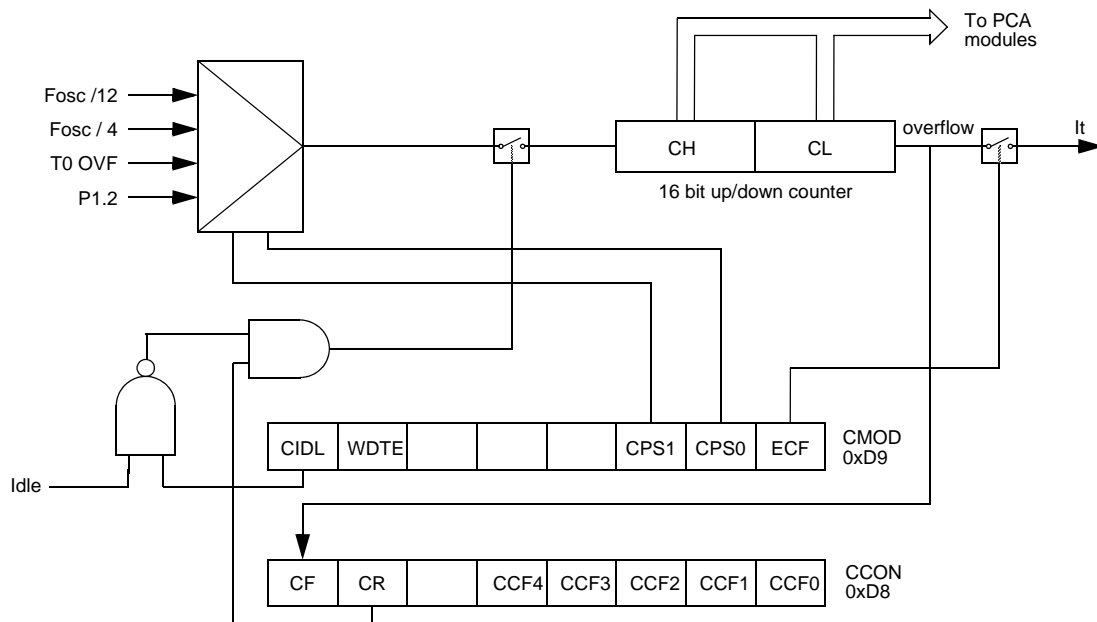 To PCA
modules
Fosc /12
Fosc / 4
T0 OVF
P1.2
CH CL
overflow
It
16 bit up/down counter
CIDL WDTE CPS1 CPS0 ECF
CMOD
0xD9
Idle
CF CR CCF4 CCF3 CCF2 CCF1 CCF0
CCON
0xD8